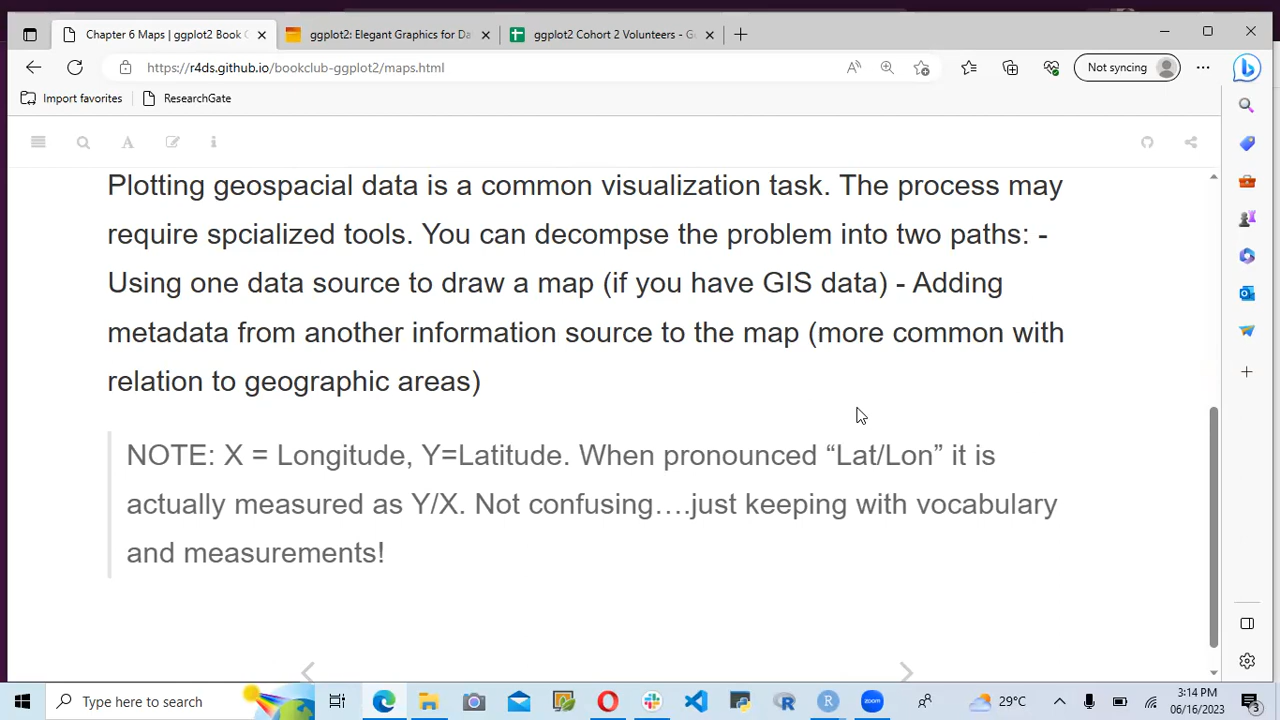 Chapter 6 Maps | ggplot2 Book
ggplot2: Elegant Graphics for Da
ggplot2 Cohort 2 Volunteers - G
https://r4ds.github.io/bookclub-ggplot2/maps.html
Not syncing
Import favorites
ResearchGate
Plotting geospacial data is a common visualization task. The process may
require spcialized tools. You can decompse the problem into two paths: -
Using one data source to draw a map (if you have GIS data) - Adding
metadata from another information source to the map (more common with
relation to geographic areas)
NOTE: X = Longitude, Y=Latitude. When pronounced “Lat/Lon” it is
actually measured as Y/X. Not confusing….just keeping with vocabulary
and measurements!
Type here to search
zoom
29°C
3:14 PM
06/16/2023
3